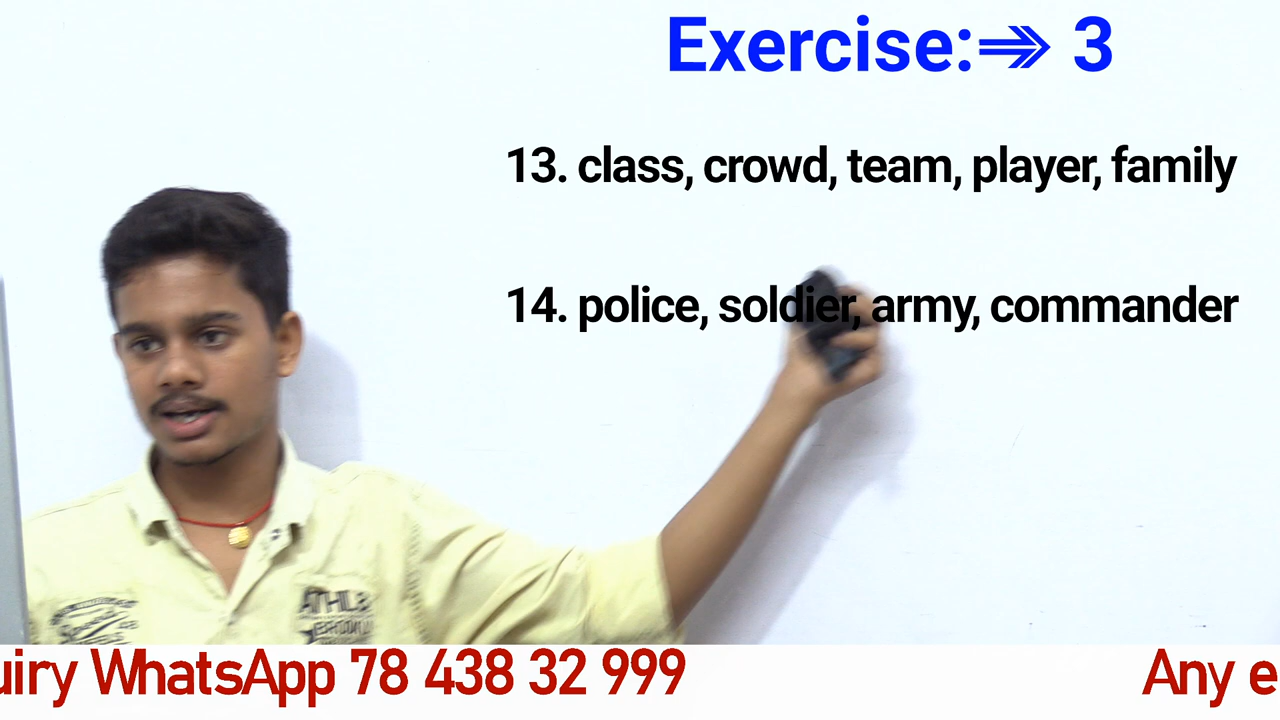 Exercise:⇛ 3
13. class, crowd, team, player, family
14. police, soldier, army, commander
ATHL
uiry WhatsApp 78 438 32 999
Any e